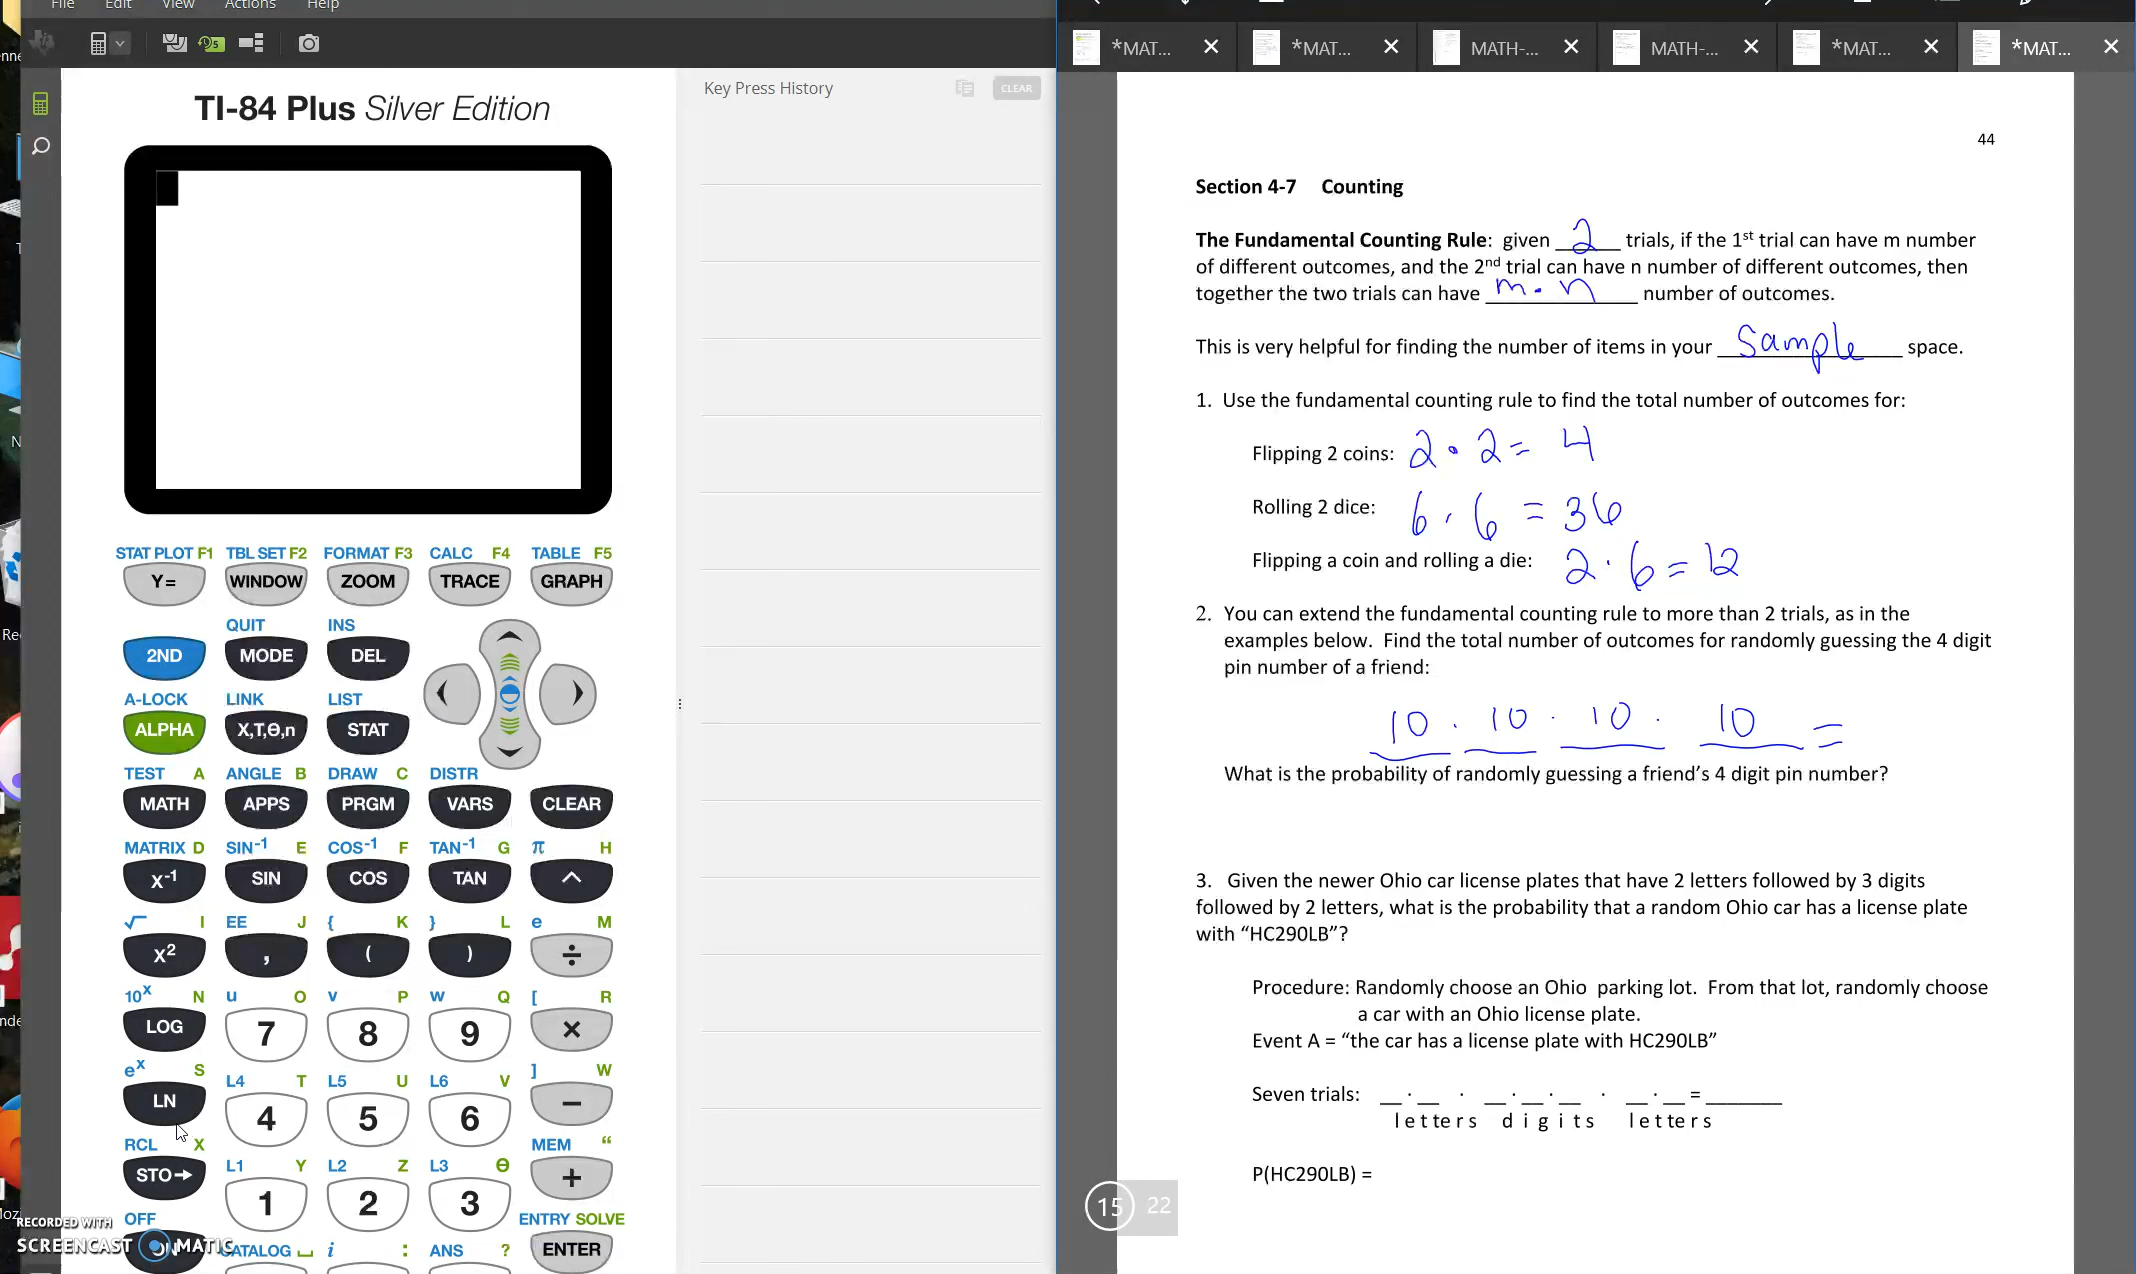 File Edit View Actions Help
*MAT... *MAT... MATH-... MATH-... *MAT... *MAT...
TI-84 Plus Silver Edition
Key Press History
CLEAR
STAT PLOT F1 TBL SET F2 FORMAT F3 CALC F4 TABLE F5
Y= WINDOW ZOOM TRACE GRAPH
QUIT INS
2ND MODE DEL
A-LOCK LINK LIST
ALPHA X,T,Θ,n STAT
TEST A ANGLE B DRAW C DISTR
MATH APPS PRGM VARS CLEAR
MATRIX D SIN⁻¹ E COS⁻¹ F TAN⁻¹ G π H
X⁻¹ SIN COS TAN ^
√ I EE J { K } L e M
X² , ( ) ÷
10ˣ N u O v P w Q [ R
LOG 7 8 9 ×
eˣ S L4 T L5 U L6 V ] W
LN 4 5 6 −
RCL X L1 Y L2 Z L3 Θ MEM “
STO→ 1 2 3 +
OFF ENTRY SOLVE
ON CATALOG i : ANS ? ENTER
RECORDED WITH
SCREENCAST MATIC
44
Section 4-7 Counting
The Fundamental Counting Rule: given 2 trials, if the 1st trial can have m number
of different outcomes, and the 2nd trial can have n number of different outcomes, then
together the two trials can have m · n number of outcomes.
This is very helpful for finding the number of items in your sample space.
1. Use the fundamental counting rule to find the total number of outcomes for:
Flipping 2 coins: 2 · 2 = 4
Rolling 2 dice: 6 · 6 = 36
Flipping a coin and rolling a die: 2 · 6 = 12
2. You can extend the fundamental counting rule to more than 2 trials, as in the
examples below. Find the total number of outcomes for randomly guessing the 4 digit
pin number of a friend:
10 · 10 · 10 · 10 =
What is the probability of randomly guessing a friend’s 4 digit pin number?
3. Given the newer Ohio car license plates that have 2 letters followed by 3 digits
followed by 2 letters, what is the probability that a random Ohio car has a license plate
with “HC290LB”?
Procedure: Randomly choose an Ohio parking lot. From that lot, randomly choose
a car with an Ohio license plate.
Event A = “the car has a license plate with HC290LB”
Seven trials: __ · __ · __ · __ · __ · __ · __ = _______
letters digits letters
P(HC290LB) =
15 22